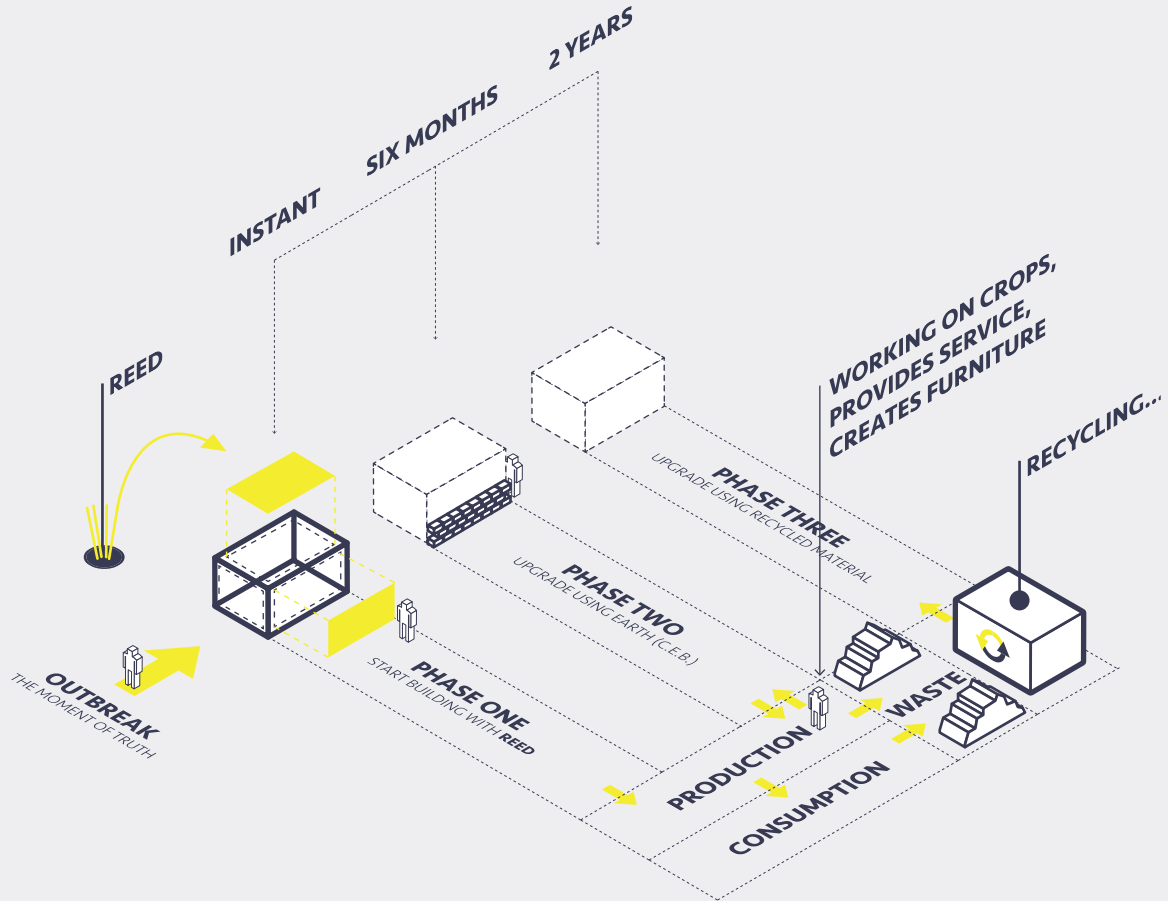 2 YEARS
SIX MONTHS
INSTANT
REED
WORKING ON CROPS,
PROVIDES SERVICE,
CREATES FURNITURE
RECYCLING...
PHASE THREE
UPGRADE USING RECYCLED MATERIAL
PHASE TWO
UPGRADE USING EARTH (C.E.B.)
PHASE ONE
START BUILDING WITH REED
OUTBREAK
THE MOMENT OF TRUTH
WASTE
PRODUCTION
CONSUMPTION